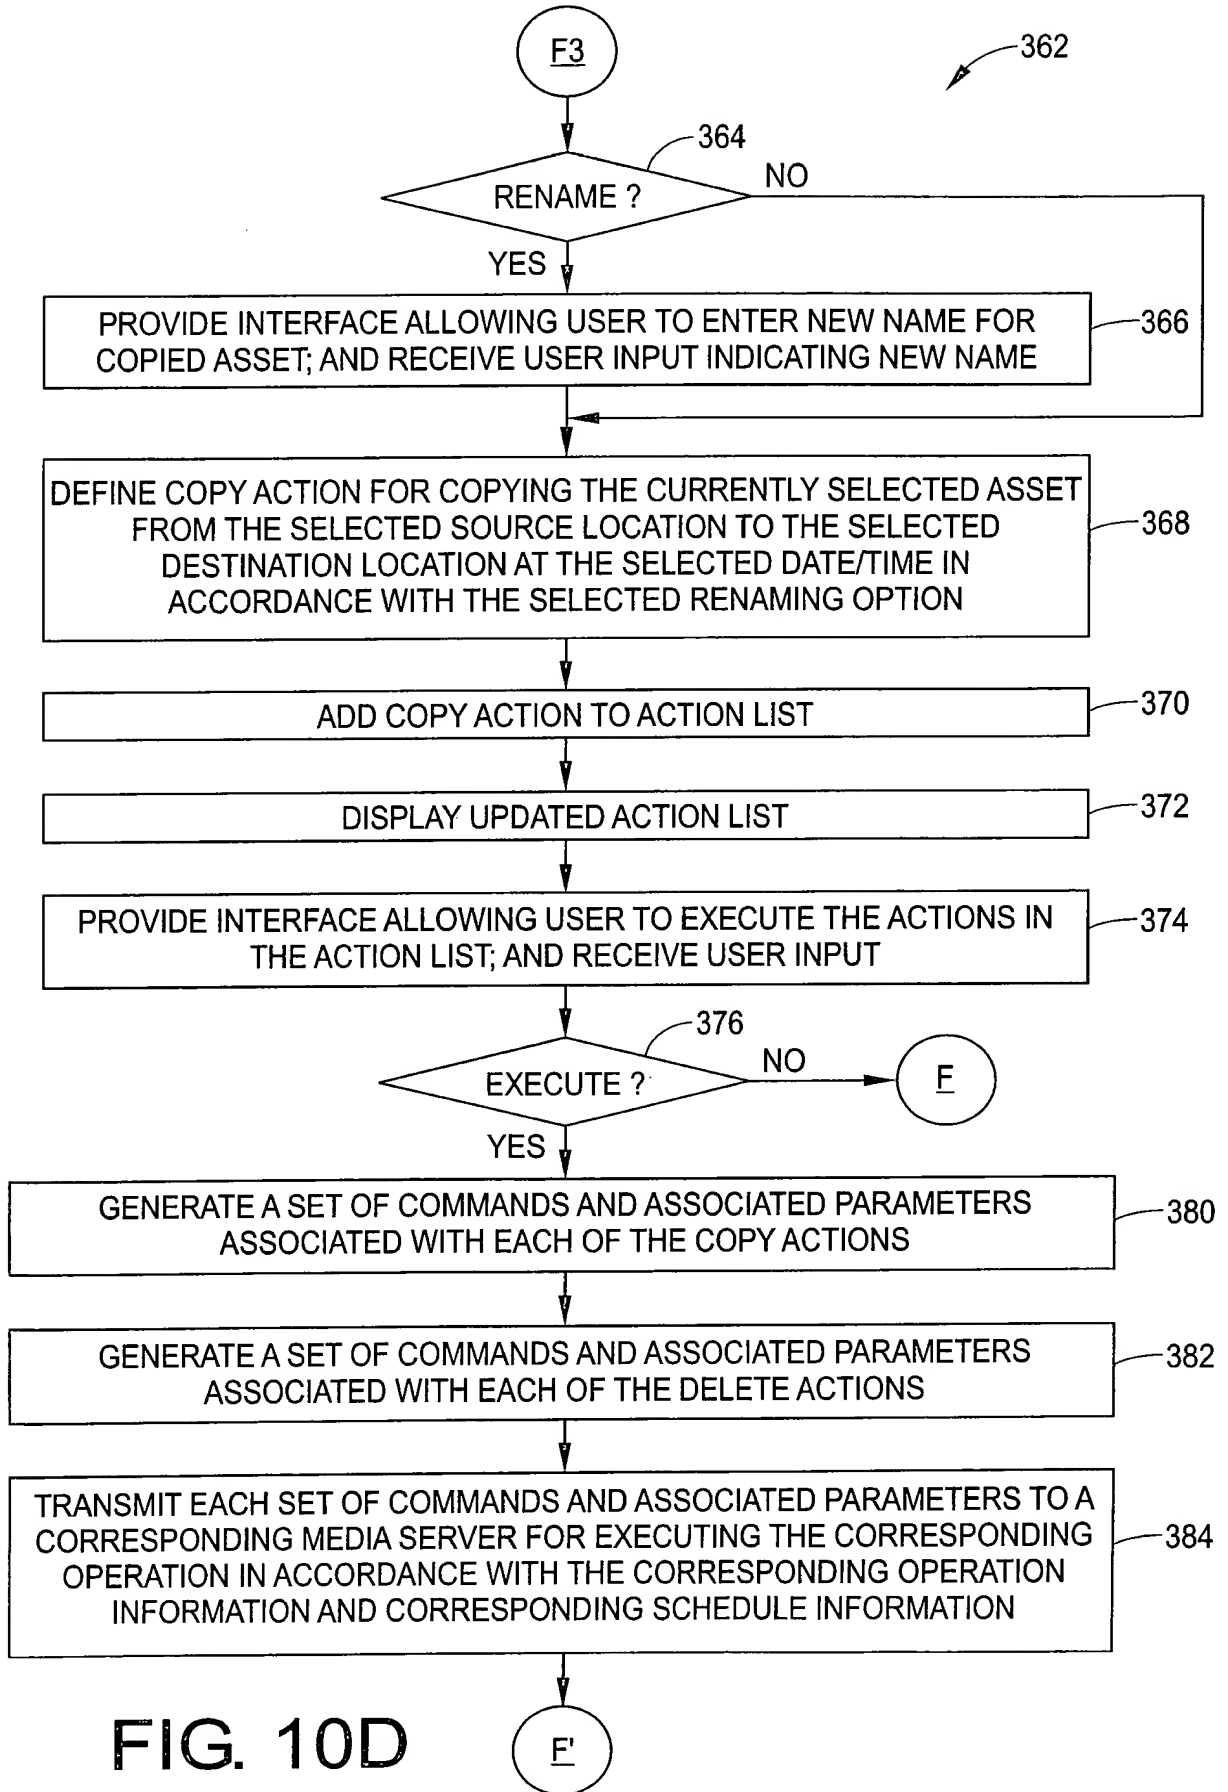 F3
362
364
RENAME ?
NO
YES
PROVIDE INTERFACE ALLOWING USER TO ENTER NEW NAME FOR
COPIED ASSET; AND RECEIVE USER INPUT INDICATING NEW NAME
366
DEFINE COPY ACTION FOR COPYING THE CURRENTLY SELECTED ASSET
FROM THE SELECTED SOURCE LOCATION TO THE SELECTED
DESTINATION LOCATION AT THE SELECTED DATE/TIME IN
ACCORDANCE WITH THE SELECTED RENAMING OPTION
368
ADD COPY ACTION TO ACTION LIST
370
DISPLAY UPDATED ACTION LIST
372
PROVIDE INTERFACE ALLOWING USER TO EXECUTE THE ACTIONS IN
THE ACTION LIST; AND RECEIVE USER INPUT
374
376
EXECUTE ?
NO
F
YES
GENERATE A SET OF COMMANDS AND ASSOCIATED PARAMETERS
ASSOCIATED WITH EACH OF THE COPY ACTIONS
380
GENERATE A SET OF COMMANDS AND ASSOCIATED PARAMETERS
ASSOCIATED WITH EACH OF THE DELETE ACTIONS
382
TRANSMIT EACH SET OF COMMANDS AND ASSOCIATED PARAMETERS TO A
CORRESPONDING MEDIA SERVER FOR EXECUTING THE CORRESPONDING
OPERATION IN ACCORDANCE WITH THE CORRESPONDING OPERATION
INFORMATION AND CORRESPONDING SCHEDULE INFORMATION
384
F'
FIG. 10D